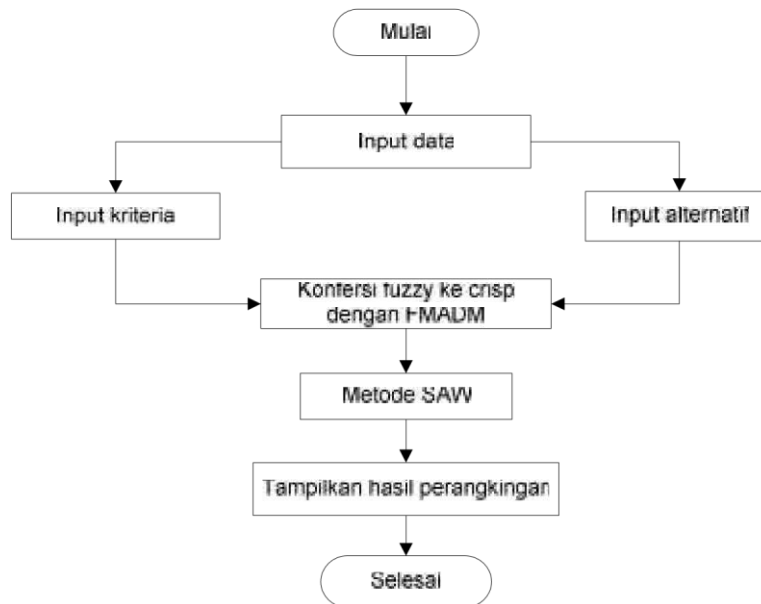 Mulai
Input data
Input kriteria
Input alternatif
Konfersi fuzzy ke crisp
dengan FMADM
Metode SAW
Tampilkan hasil perangkingan
Selesai